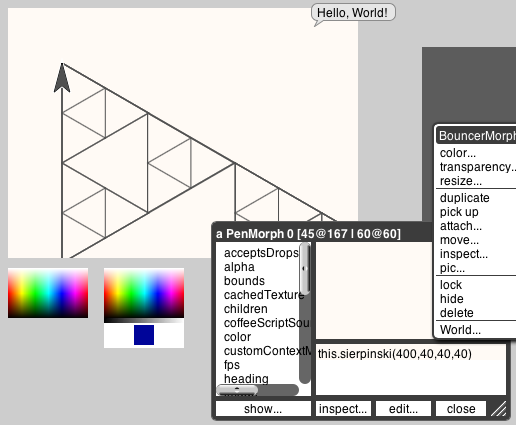 Hello, World!
BouncerMorph
color...
transparency...
resize...
duplicate
pick up
attach...
move...
inspect...
pic...
lock
hide
delete
World...
a PenMorph 0 [45@167 | 60@60]
acceptsDrops
alpha
bounds
cachedTexture
children
coffeeScriptSou
color
customContextM
fps
heading
this.sierpinski(400,40,40,40)
show...
inspect...
edit...
close